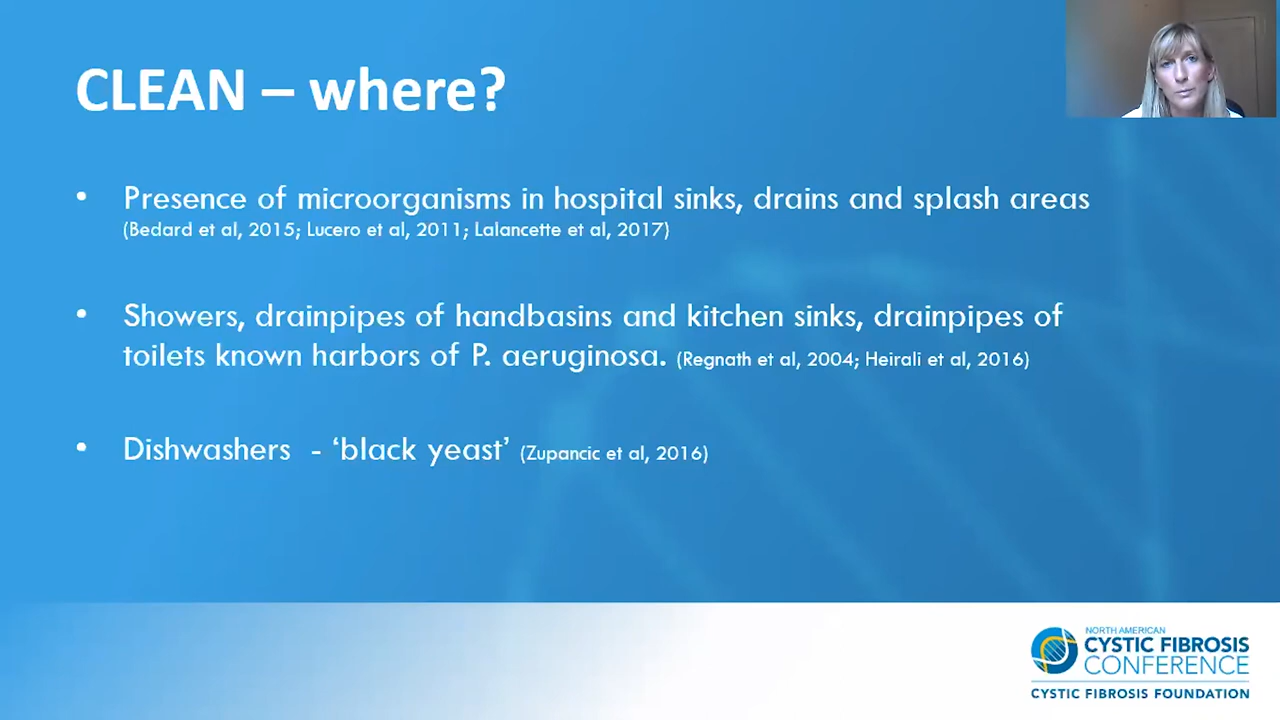 CLEAN – where?
• Presence of microorganisms in hospital sinks, drains and splash areas
(Bedard et al, 2015; Lucero et al, 2011; Lalancette et al, 2017)
• Showers, drainpipes of handbasins and kitchen sinks, drainpipes of
toilets known harbors of P. aeruginosa. (Regnath et al, 2004; Heirali et al, 2016)
• Dishwashers - ‘black yeast’ (Zupancic et al, 2016)
NORTH AMERICAN
CYSTIC FIBROSIS
CONFERENCE
CYSTIC FIBROSIS FOUNDATION